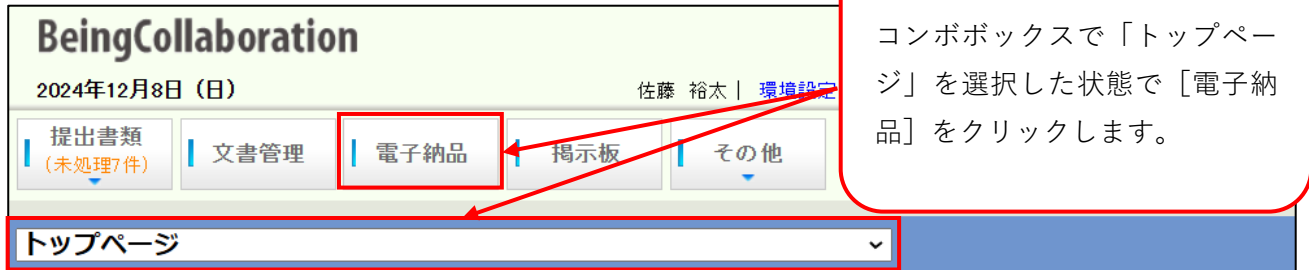 BeingCollaboration
2024年12月8日（日）
佐藤 裕太| 環境設定
提出書類
（未処理7件）
文書管理
電子納品
掲示板
その他
トップページ
コンボボックスで「トップペー
ジ」を選択した状態で［電子納
品］をクリックします。